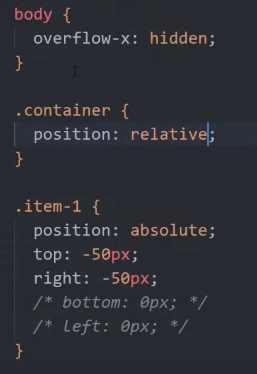 body {
  overflow-x: hidden;
}

.container {
  position: relative;
}

.item-1 {
  position: absolute;
  top: -50px;
  right: -50px;
  /* bottom: 0px; */
  /* left: 0px; */
}